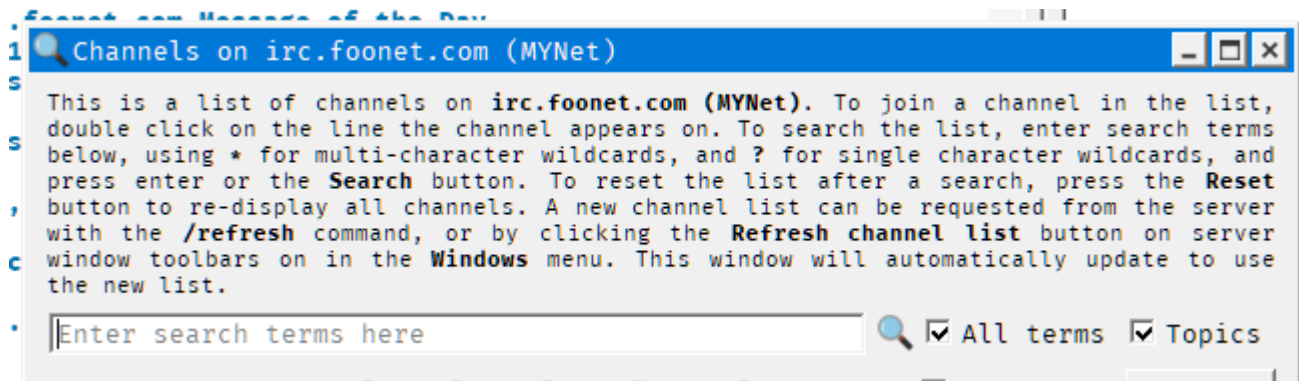 .foonet.com Message of the Day
Channels on irc.foonet.com (MYNet)
This is a list of channels on irc.foonet.com (MYNet). To join a channel in the list,
double click on the line the channel appears on. To search the list, enter search terms
below, using * for multi-character wildcards, and ? for single character wildcards, and
press enter or the Search button. To reset the list after a search, press the Reset
button to re-display all channels. A new channel list can be requested from the server
with the /refresh command, or by clicking the Refresh channel list button on server
window toolbars on in the Windows menu. This window will automatically update to use
the new list.
Enter search terms here
All terms
Topics